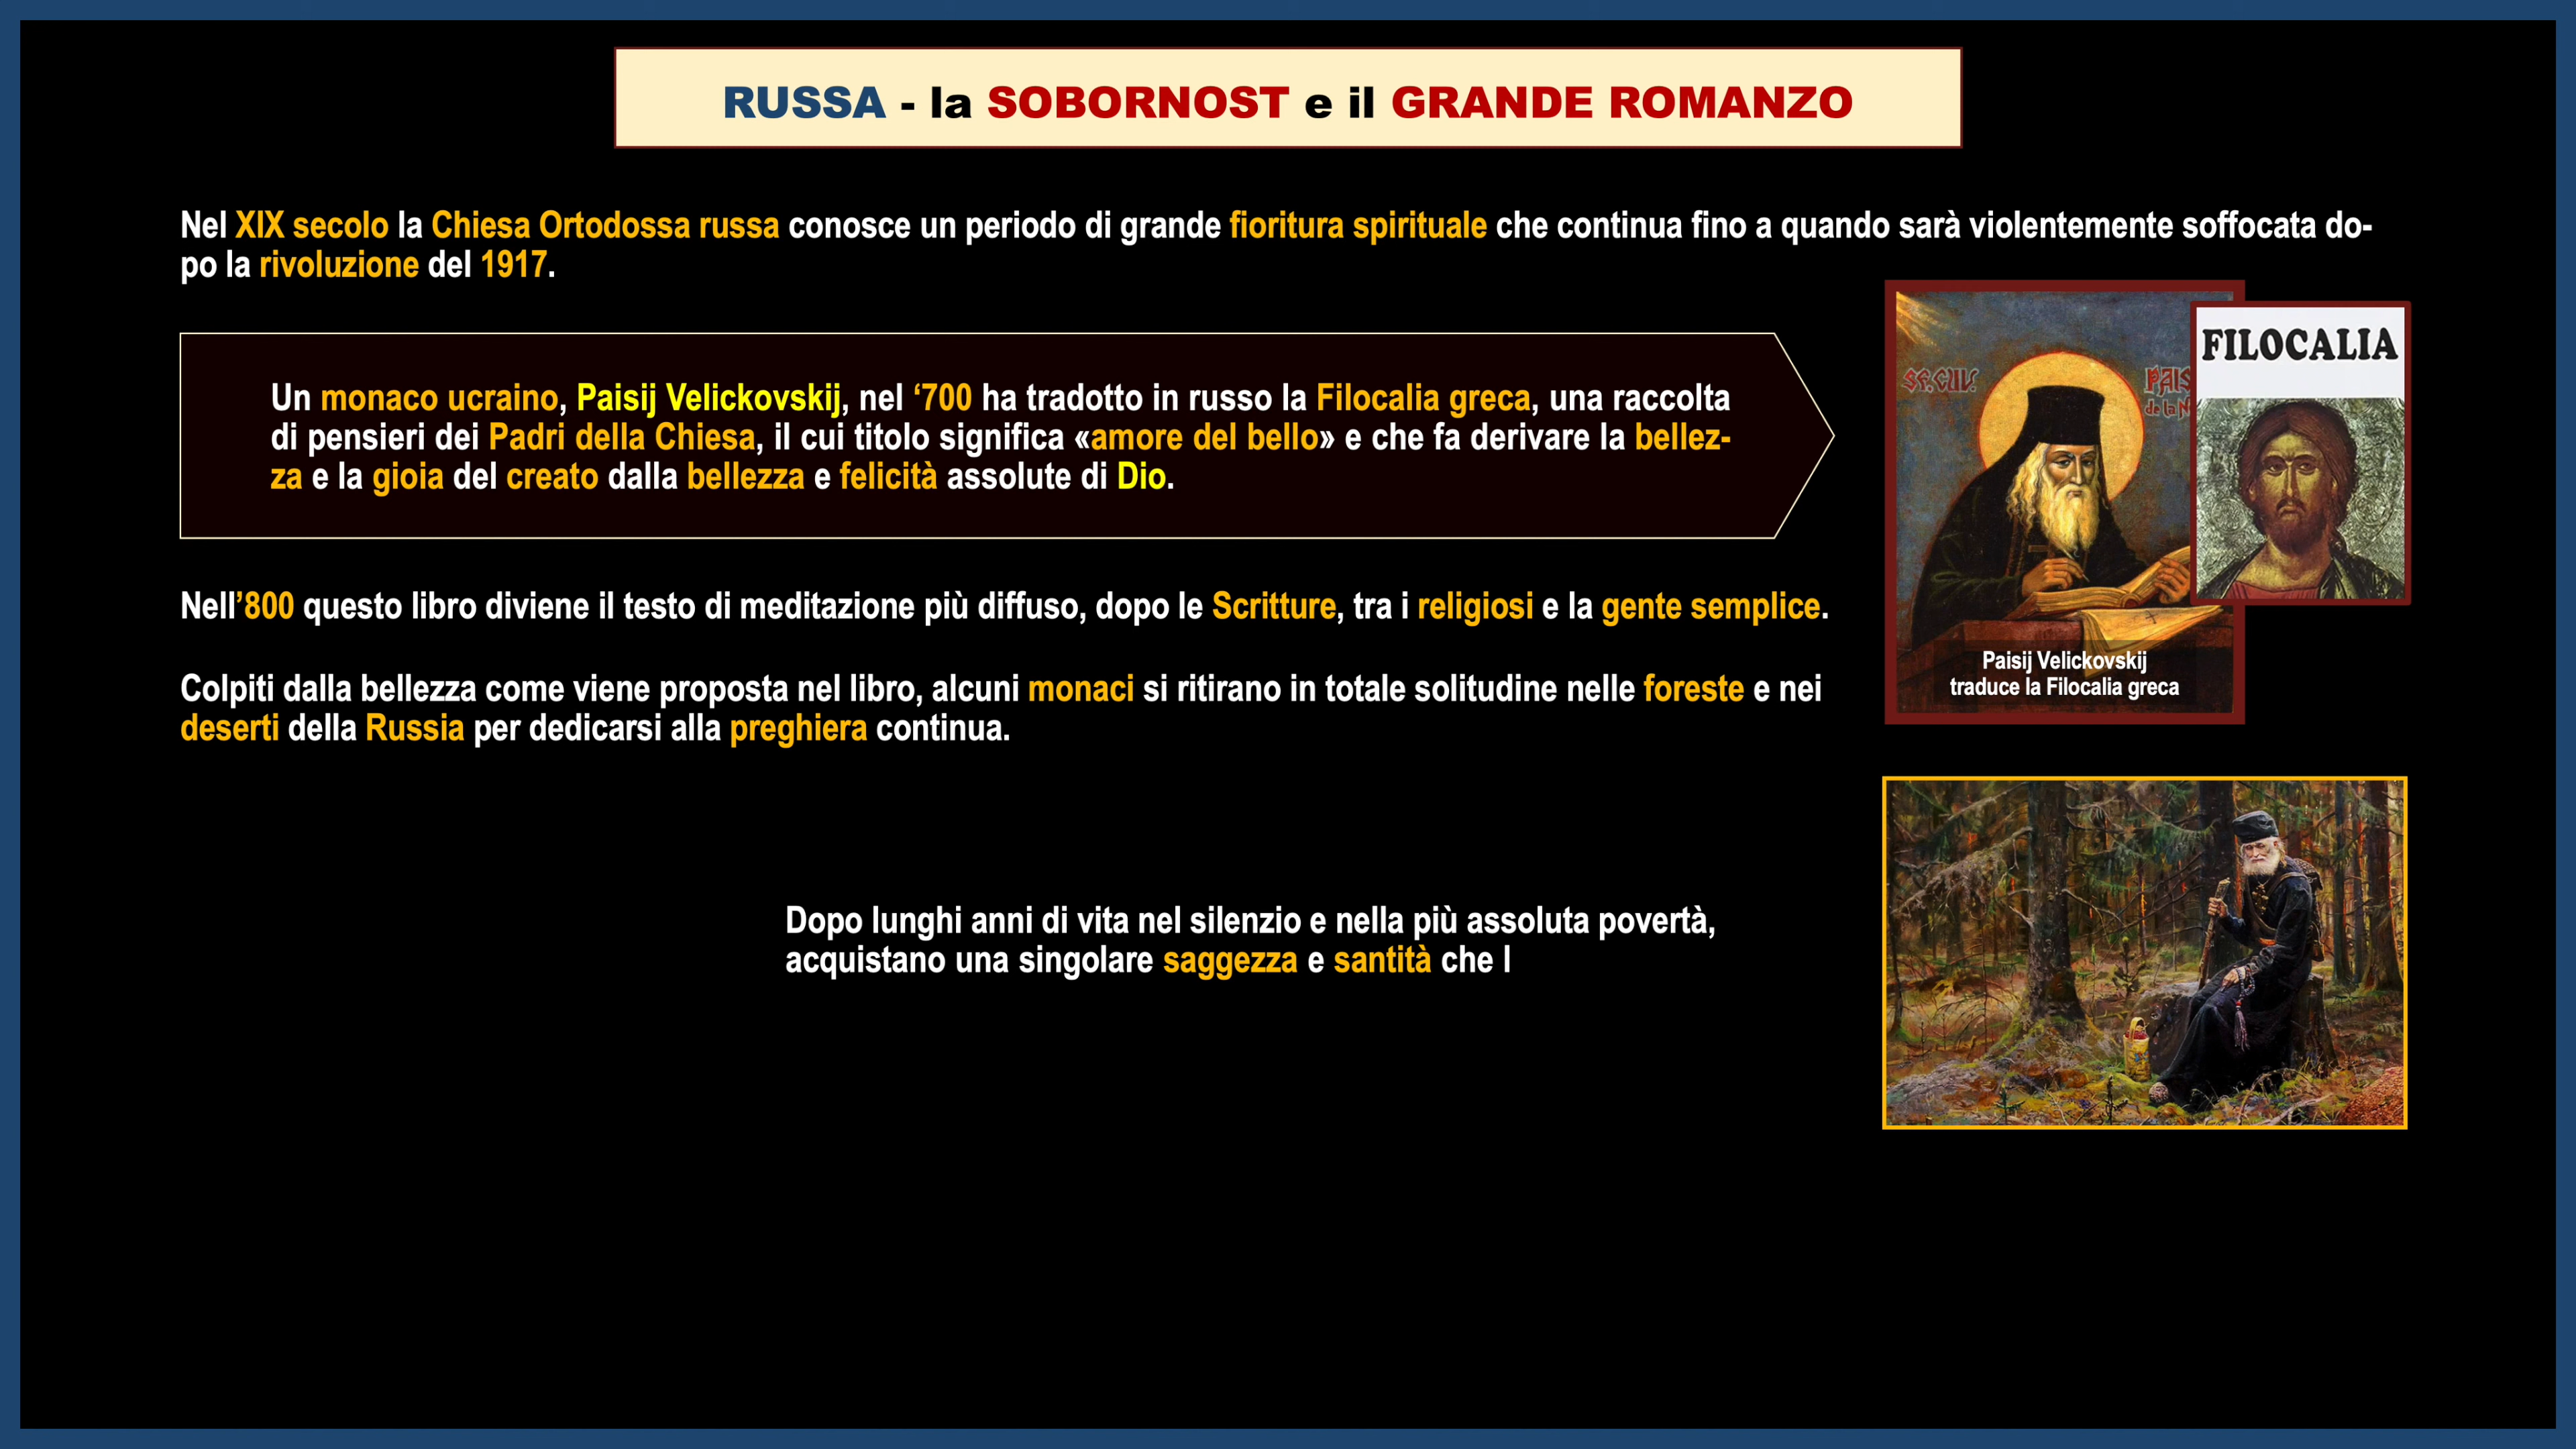 RUSSA - la SOBORNOST e il GRANDE ROMANZO
Nel XIX secolo la Chiesa Ortodossa russa conosce un periodo di grande fioritura spirituale che continua fino a quando sarà violentemente soffocata do-
po la rivoluzione del 1917.
Un monaco ucraino, Paisij Velickovskij, nel ‘700 ha tradotto in russo la Filocalia greca, una raccolta
di pensieri dei Padri della Chiesa, il cui titolo significa «amore del bello» e che fa derivare la bellez-
za e la gioia del creato dalla bellezza e felicità assolute di Dio.
FILOCALIA
Paisij Velickovskij
traduce la Filocalia greca
Nell’800 questo libro diviene il testo di meditazione più diffuso, dopo le Scritture, tra i religiosi e la gente semplice.
Colpiti dalla bellezza come viene proposta nel libro, alcuni monaci si ritirano in totale solitudine nelle foreste e nei
deserti della Russia per dedicarsi alla preghiera continua.
Dopo lunghi anni di vita nel silenzio e nella più assoluta povertà,
acquistano una singolare saggezza e santità che l